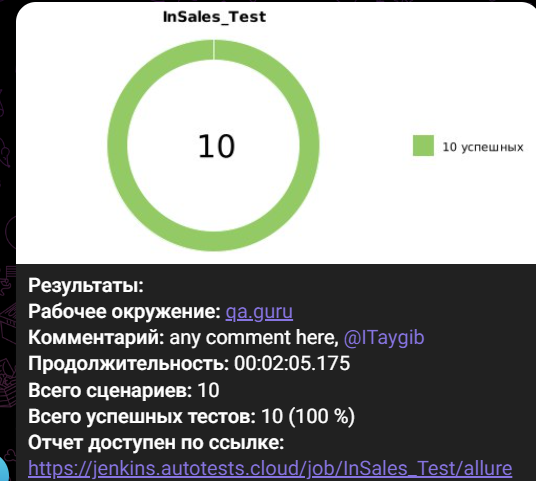 InSales_Test
10
10 успешных
Результаты:
Рабочее окружение: qa.guru
Комментарий: any comment here, @ITaygib
Продолжительность: 00:02:05.175
Всего сценариев: 10
Всего успешных тестов: 10 (100 %)
Отчет доступен по ссылке:
https://jenkins.autotests.cloud/job/InSales_Test/allure